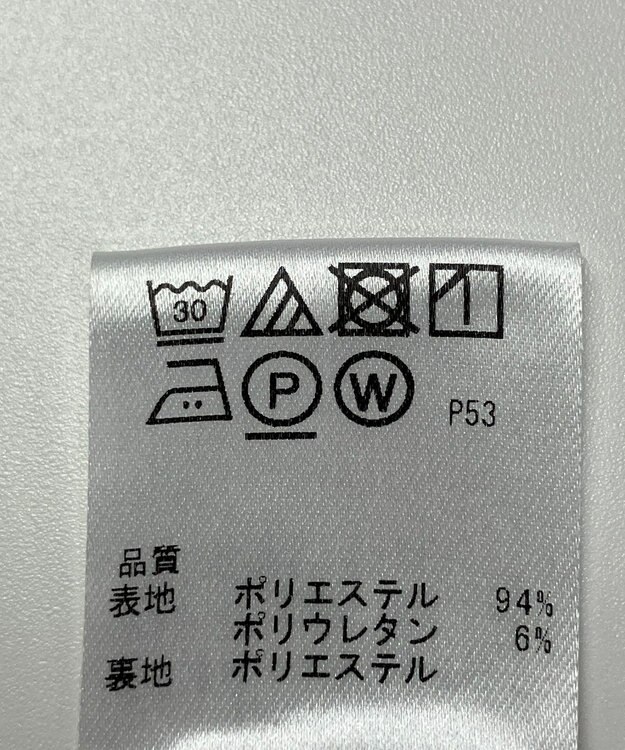 30
P W P53
品質
表地 ポリエステル 94%
ポリウレタン 6%
裏地 ポリエステル